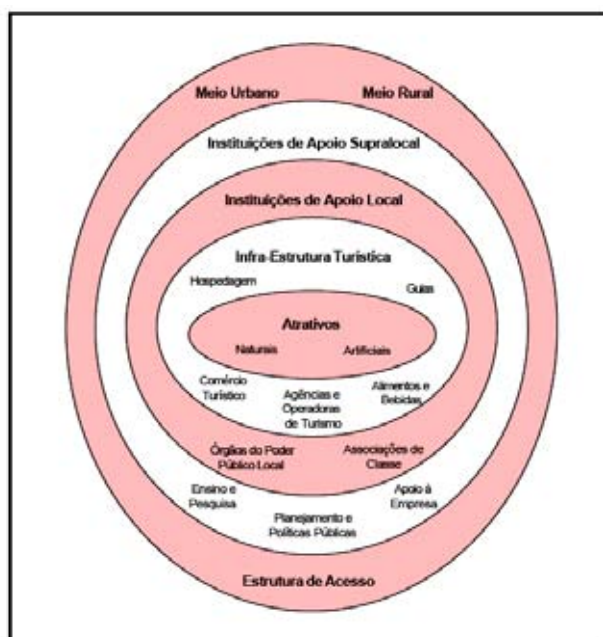 Meio Urbano
Meio Rural
Instituições de Apoio Supralocal
Instituições de Apoio Local
Infra-Estrutura Turística
Hospedagem
Guias
Atrativos
Naturais
Artificiais
Comércio
Turístico
Agências e
Operadoras
de Turismo
Alimentos e
Bebidas
Órgãos do Poder
Público Local
Associações de
Classe
Ensino e
Pesquisa
Planejamento e
Políticas Públicas
Apoio à
Empresa
Estrutura de Acesso